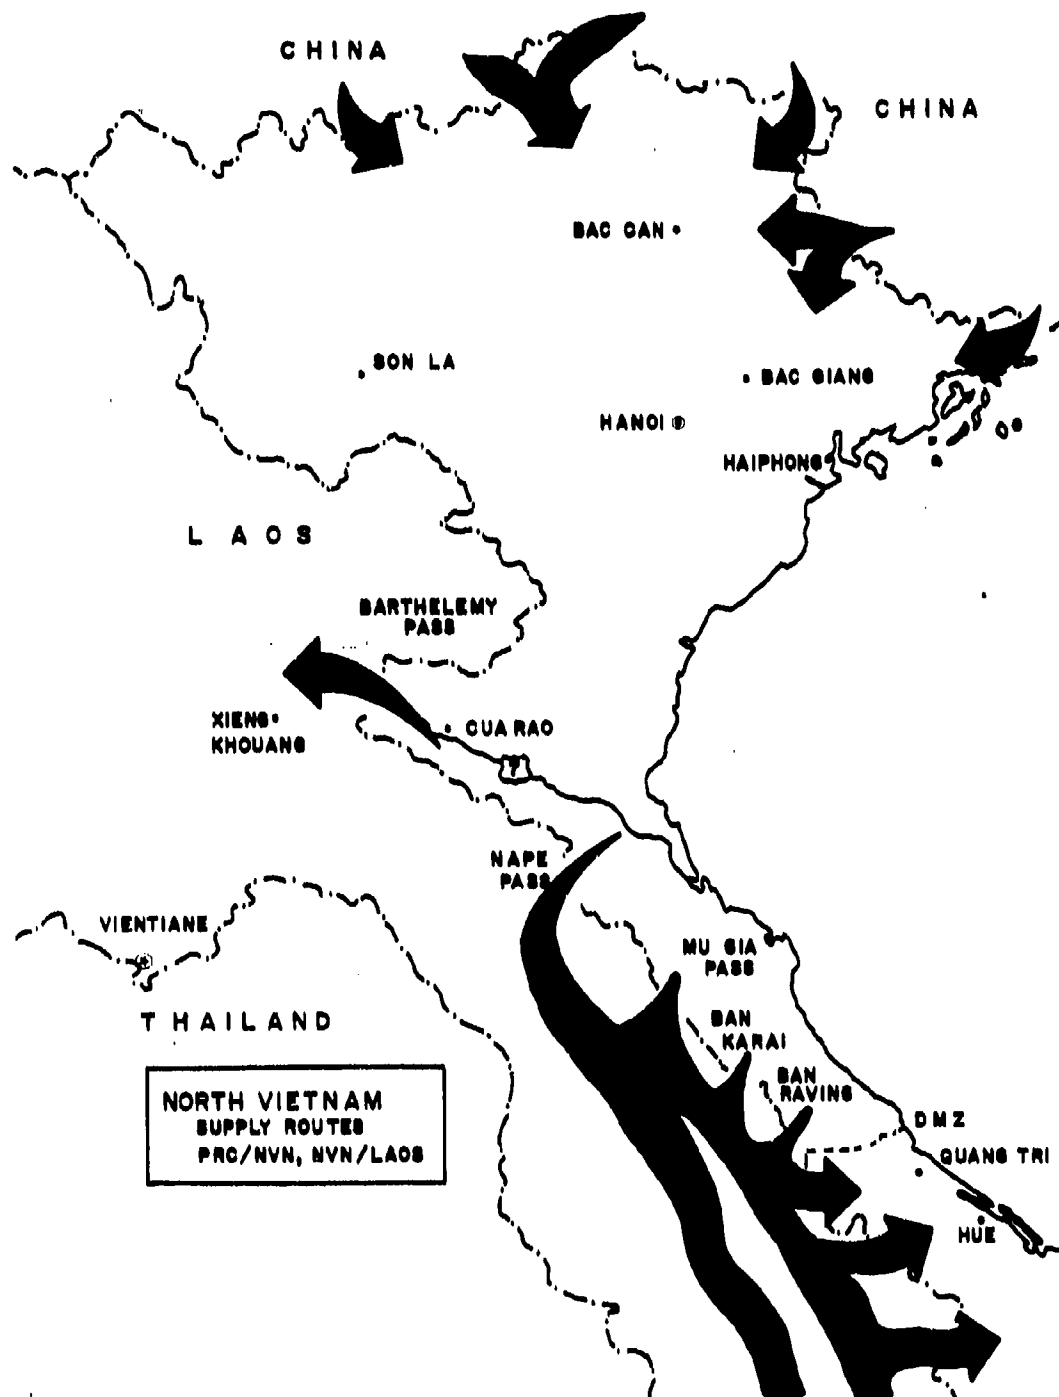 CHINA
CHINA
BAC CAN
SON LA
BAC GIANG
HANOI
HAIPHONG
LAOS
BARTHELEMY
PASS
XIENG
KHOUANG
CUA RAO
7
NAPE
PASS
VIENTIANE
MU GIA
PASS
THAILAND
BAN
KARAI
BAN
RAVING
NORTH VIETNAM
SUPPLY ROUTES
PRC/NVN, NVN/LAOS
DMZ
QUANG TRI
HUE